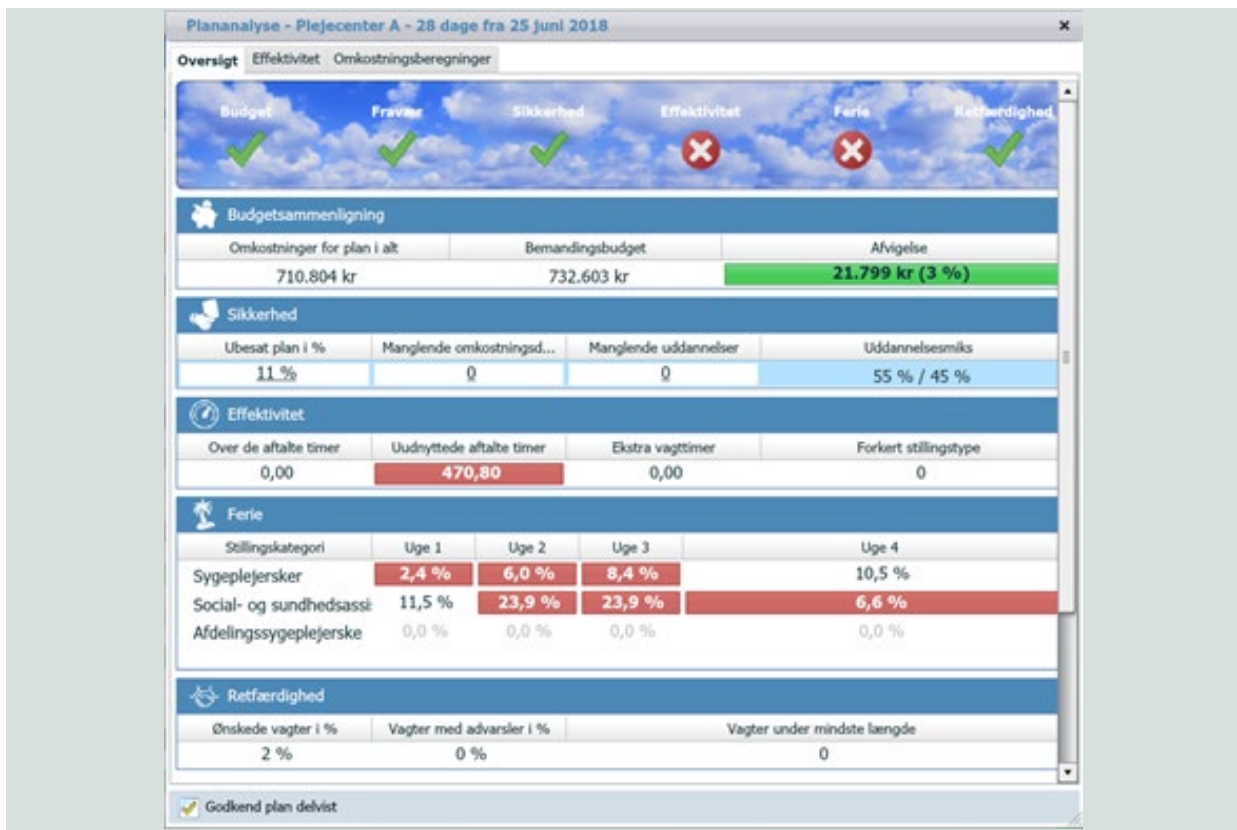 Plananalyse - Plejecenter A - 28 dage fra 25 juni 2018
Oversigt Effektivitet Omkostningsberegninger
Budget Fravær Sikkerhed Effektivitet Ferie Retfærdighed
Budgetsammenligning
Omkostninger for plan i alt Bemandingsbudget Afvigelse
710.804 kr 732.603 kr 21.799 kr (3 %)
Sikkerhed
Ubesat plan i % Manglende omkostningsd... Manglende uddannelser Uddannelsesmiks
11 % 0 0 55 % / 45 %
Effektivitet
Over de aftalte timer Uudnyttede aftalte timer Ekstra vagttimer Forkert stillingstype
0,00 470,80 0,00 0
Ferie
Stillingskategori Uge 1 Uge 2 Uge 3 Uge 4
Sygeplejersker 2,4 % 6,0 % 8,4 % 10,5 %
Social- og sundhedsassi 11,5 % 23,9 % 23,9 % 6,6 %
Afdelingssygeplejerske 0,0 % 0,0 % 0,0 % 0,0 %
Retfærdighed
Ønskede vagter i % Vagter med advarsler i % Vagter under mindste længde
2 % 0 % 0
Godkend plan delvist